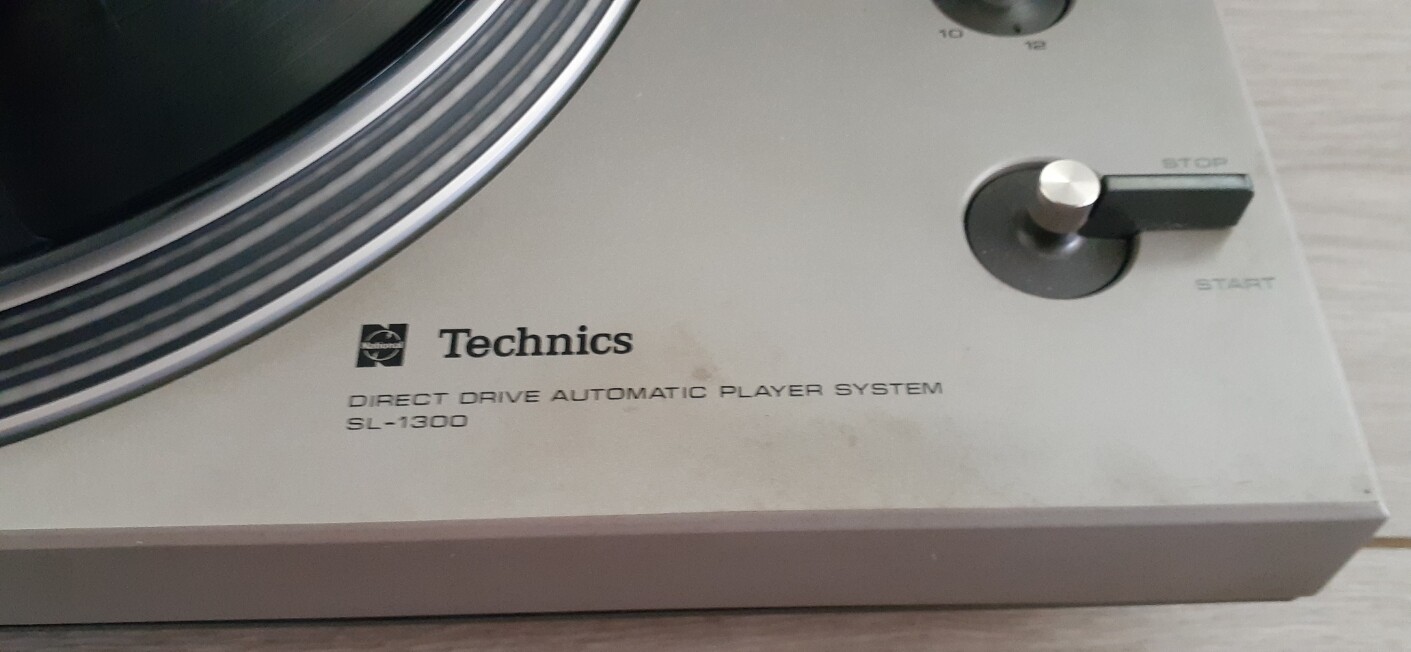 10
12
STOP
START
National Technics
DIRECT DRIVE AUTOMATIC PLAYER SYSTEM
SL-1300